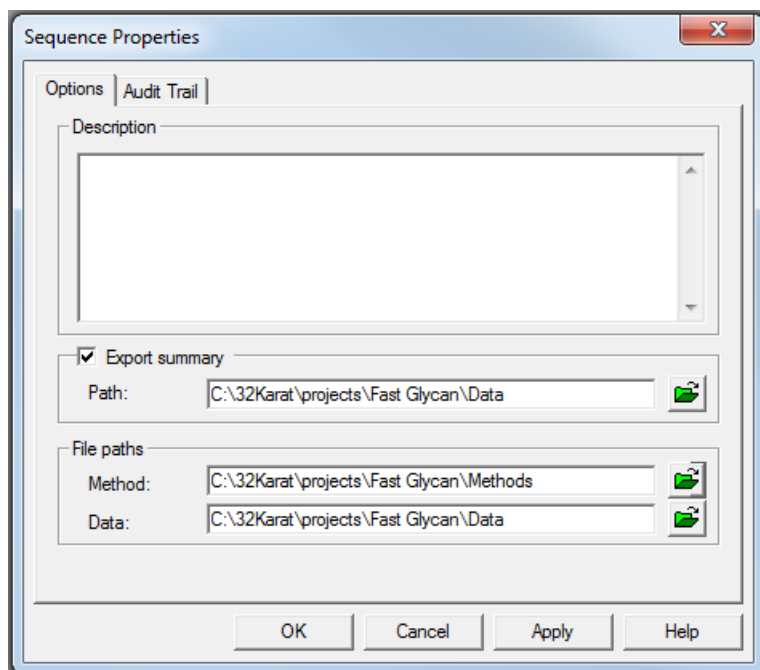 Sequence Properties
Options
Audit Trail
Description
Export summary
Path:
C:\32Karat\projects\Fast Glycan\Data
File paths
Method:
C:\32Karat\projects\Fast Glycan\Methods
Data:
C:\32Karat\projects\Fast Glycan\Data
OK
Cancel
Apply
Help